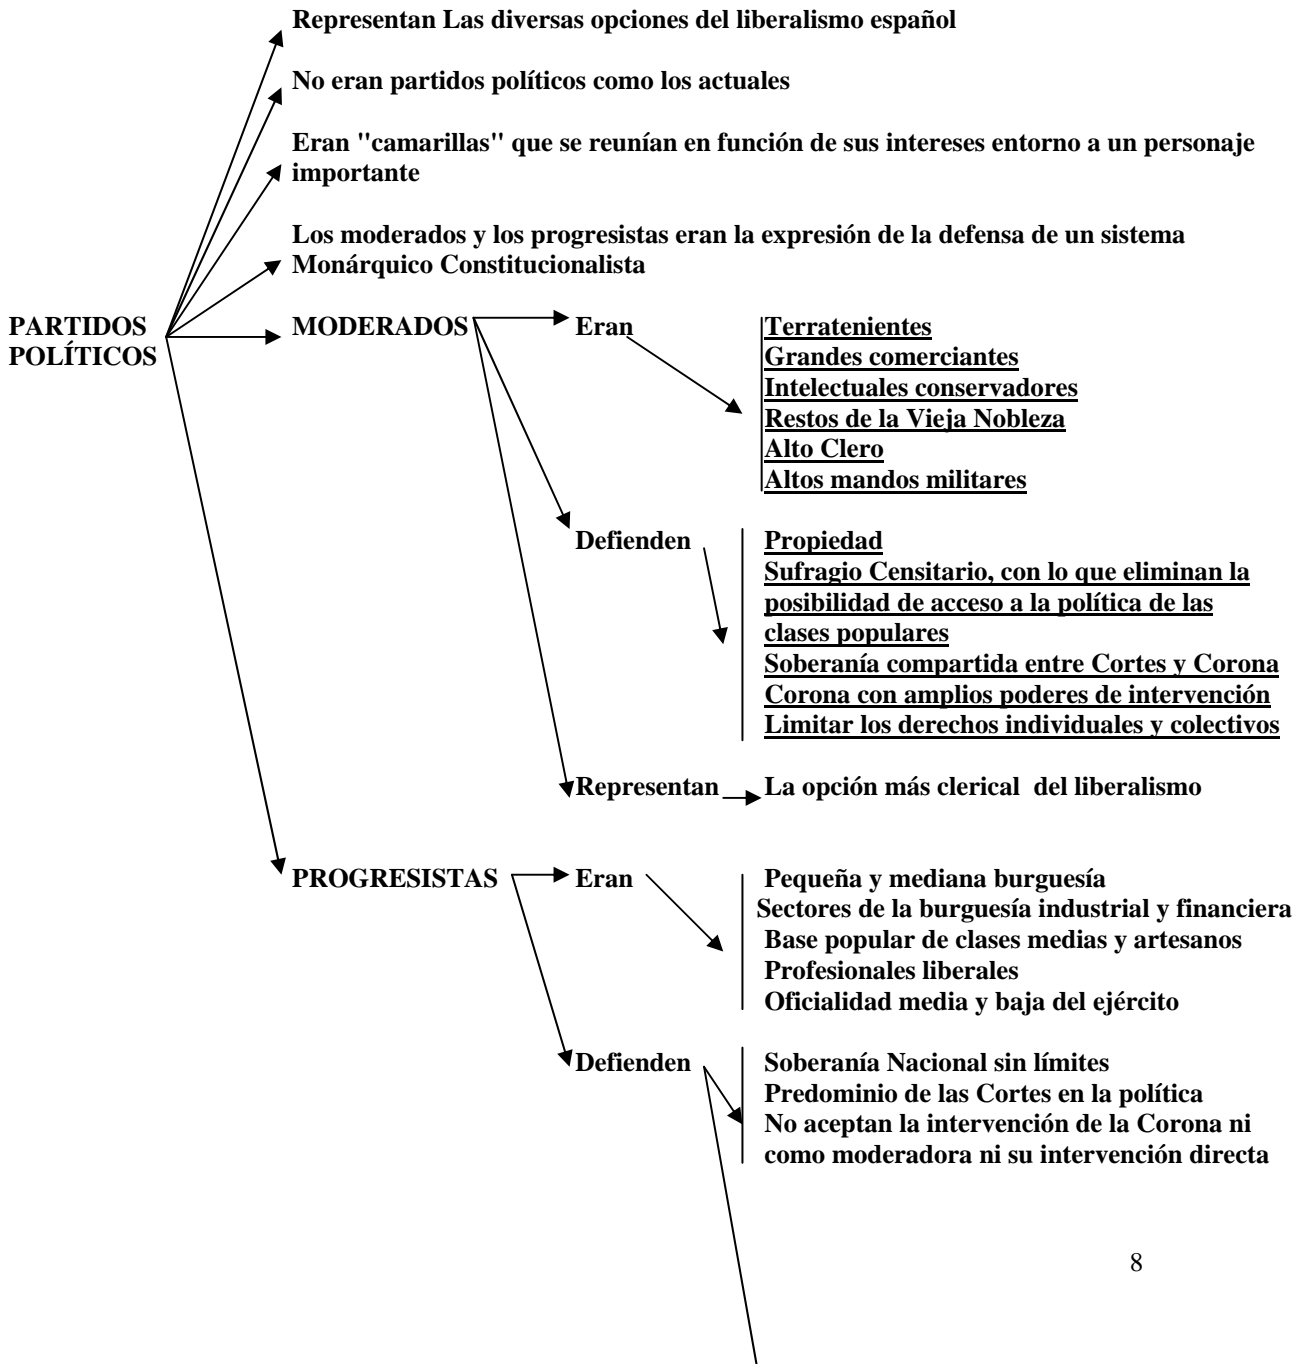 Representan Las diversas opciones del liberalismo español
No eran partidos políticos como los actuales
Eran "camarillas" que se reunían en función de sus intereses entorno a un personaje
importante
Los moderados y los progresistas eran la expresión de la defensa de un sistema
Monárquico Constitucionalista
PARTIDOS
POLÍTICOS
MODERADOS
Eran
Terratenientes
Grandes comerciantes
Intelectuales conservadores
Restos de la Vieja Nobleza
Alto Clero
Altos mandos militares
Defienden
Propiedad
Sufragio Censitario, con lo que eliminan la
posibilidad de acceso a la política de las
clases populares
Soberanía compartida entre Cortes y Corona
Corona con amplios poderes de intervención
Limitar los derechos individuales y colectivos
Representan
La opción más clerical del liberalismo
PROGRESISTAS
Eran
Pequeña y mediana burguesía
Sectores de la burguesía industrial y financiera
Base popular de clases medias y artesanos
Profesionales liberales
Oficialidad media y baja del ejército
Defienden
Soberanía Nacional sin límites
Predominio de las Cortes en la política
No aceptan la intervención de la Corona ni
como moderadora ni su intervención directa
8